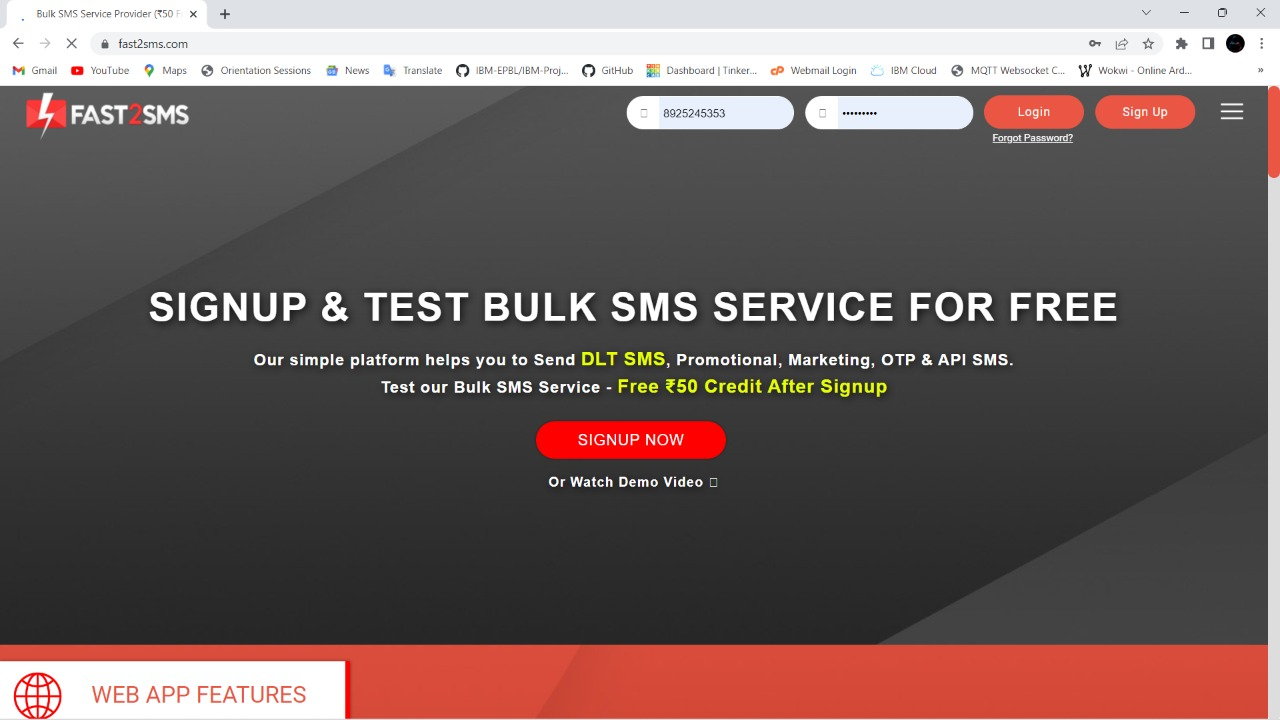 Bulk SMS Service Provider (₹50 F
fast2sms.com
Gmail
YouTube
Maps
Orientation Sessions
News
Translate
IBM-EPBL/IBM-Proj...
GitHub
Dashboard | Tinker...
Webmail Login
IBM Cloud
MQTT Websocket C...
Wokwi - Online Ard...
»
FAST2SMS
8925245353
•••••••••
Login
Sign Up
Forgot Password?
SIGNUP & TEST BULK SMS SERVICE FOR FREE
Our simple platform helps you to Send DLT SMS, Promotional, Marketing, OTP & API SMS.
Test our Bulk SMS Service - Free ₹50 Credit After Signup
SIGNUP NOW
Or Watch Demo Video
WEB APP FEATURES